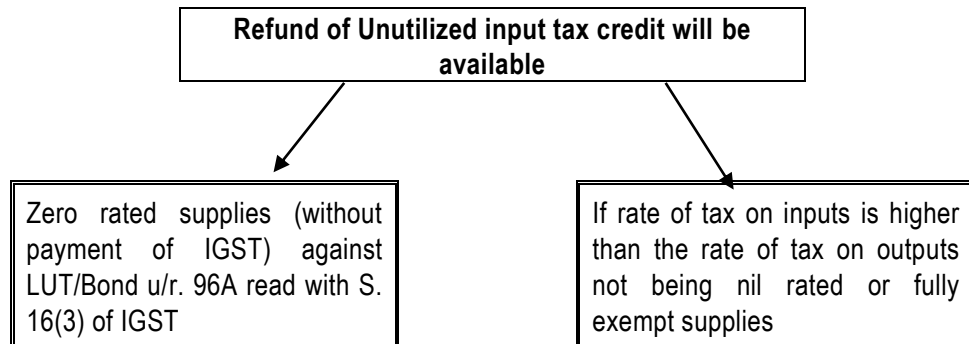 Refund of Unutilized input tax credit will be
available
Zero rated supplies (without
payment of IGST) against
LUT/Bond u/r. 96A read with S.
16(3) of IGST
If rate of tax on inputs is higher
than the rate of tax on outputs
not being nil rated or fully
exempt supplies